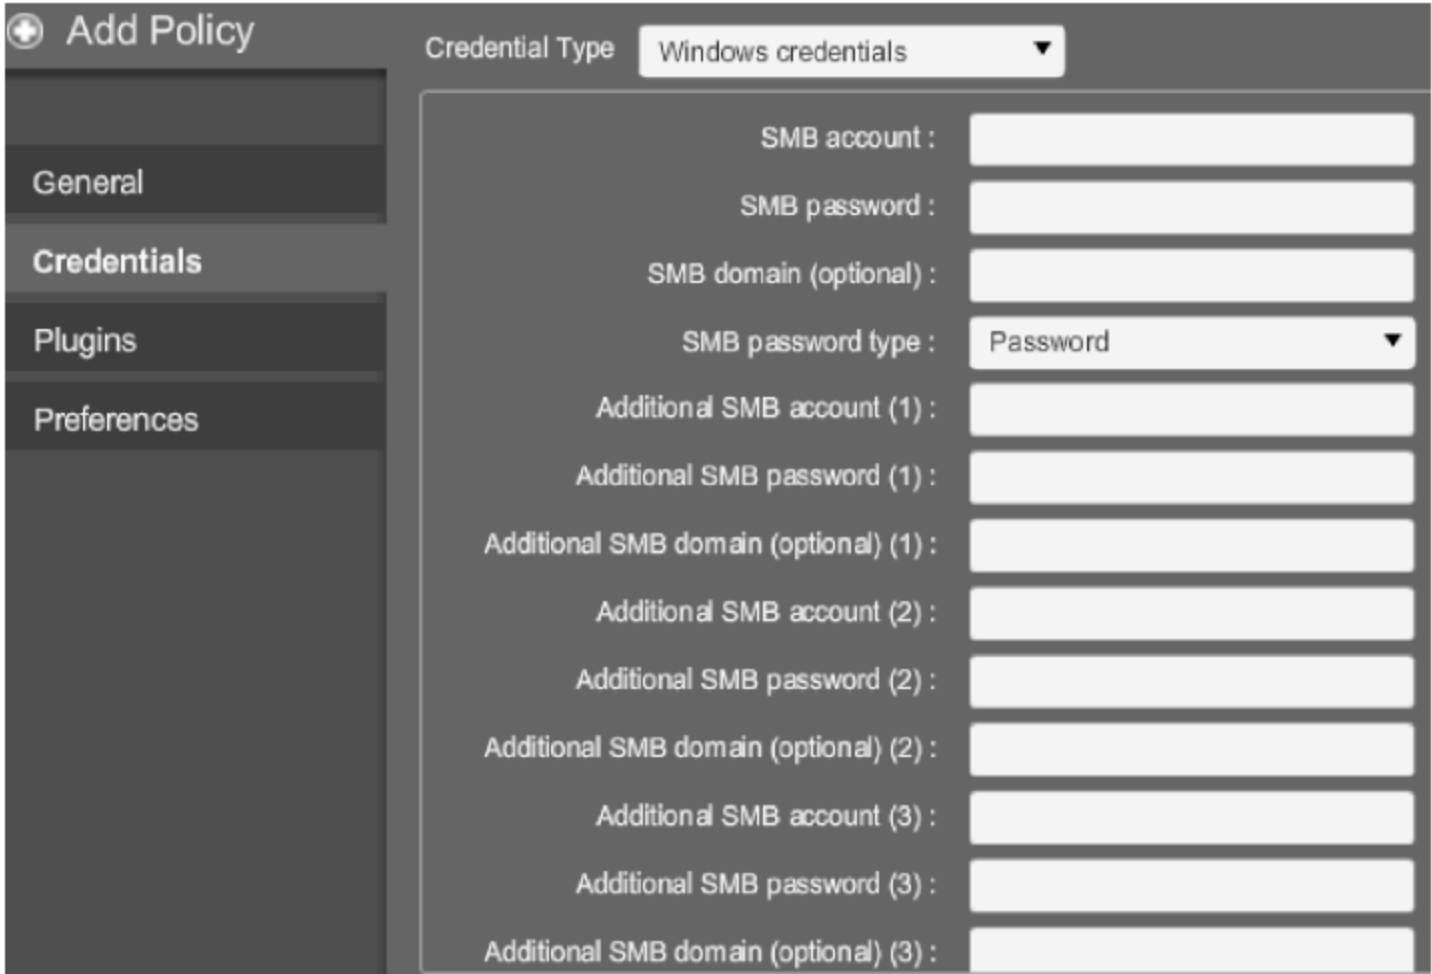 Add Policy
General
Credentials
Plugins
Preferences
Credential Type Windows credentials
SMB account :
SMB password :
SMB domain (optional) :
SMB password type : Password
Additional SMB account (1) :
Additional SMB password (1) :
Additional SMB domain (optional) (1) :
Additional SMB account (2) :
Additional SMB password (2) :
Additional SMB domain (optional) (2) :
Additional SMB account (3) :
Additional SMB password (3) :
Additional SMB domain (optional) (3) :